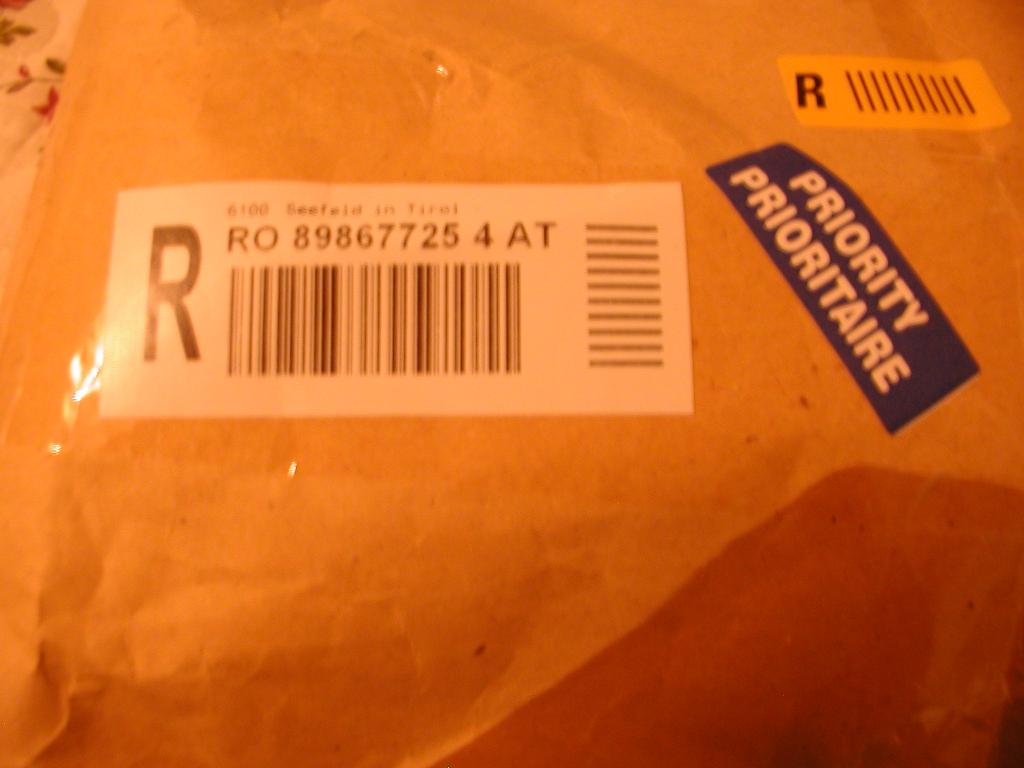 R
6100 Seefeld in Tirol
RO 89867725 4 AT
R
PRIORITY
PRIORITAIRE